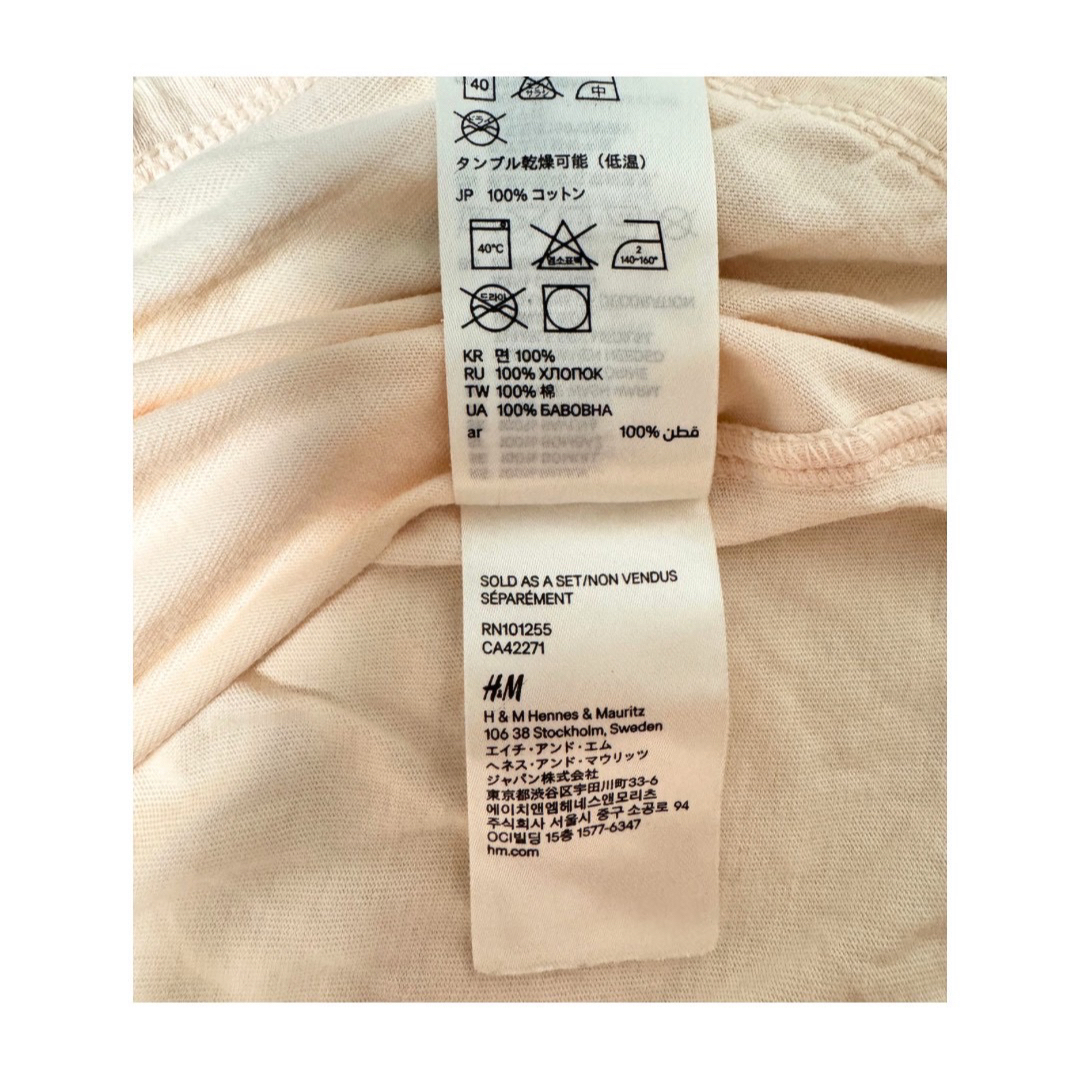 40
中
タンブル乾燥可能（低温）
JP 100% コットン
40°C
염소표백
2
140-160°
드라이
KR 면 100%
RU 100% ХЛОПОК
TW 100% 棉
UA 100% БАВОВНА
ar 100% قطن
SOLD AS A SET/NON VENDUS
SÉPARÉMENT
RN101255
CA42271
H&M
H & M Hennes & Mauritz
106 38 Stockholm, Sweden
エイチ・アンド・エム
ヘネス・アンド・マウリッツ
ジャパン株式会社
東京都渋谷区宇田川町33-6
에이치앤엠헤네스앤모리츠
주식회사 서울시 중구 소공로 94
OCI빌딩 15층 1577-6347
hm.com